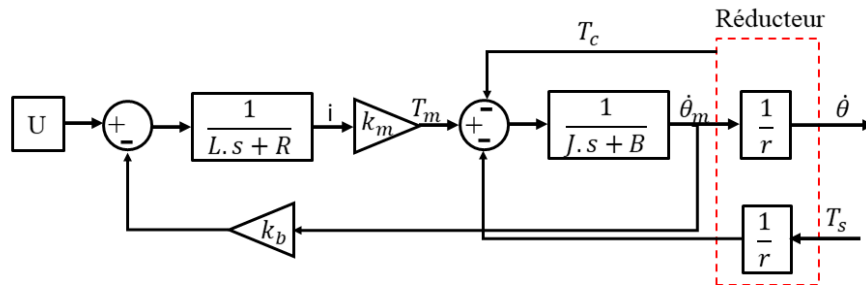 Réducteur
T_c
U
+
-
1
L.s + R
i
k_m
T_m
+
-
-
1
J.s + B
θ̇_m
1
r
θ̇
k_b
1
r
T_s